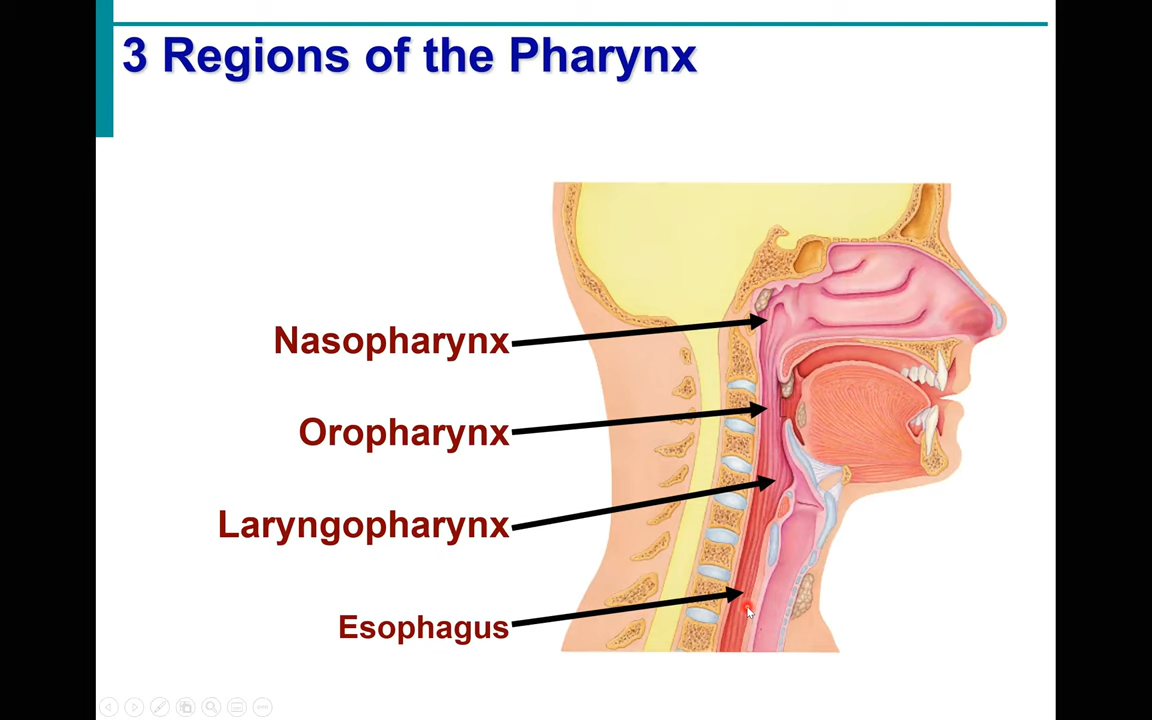 3 Regions of the Pharynx
Nasopharynx
Oropharynx
Laryngopharynx
Esophagus